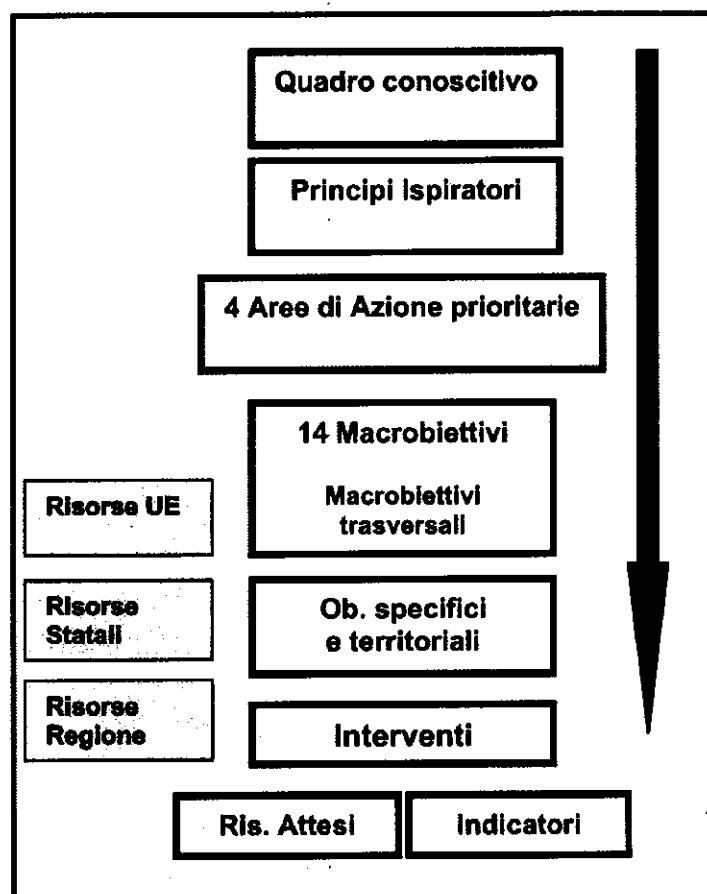 Quadro conoscitivo
Principi Ispiratori
4 Aree di Azione prioritarie
14 Macrobiettivi
Macrobiettivi
trasversali
Risorse UE
Risorse
Statali
Ob. specifici
e territoriali
Risorse
Regione
Interventi
Ris. Attesi
Indicatori